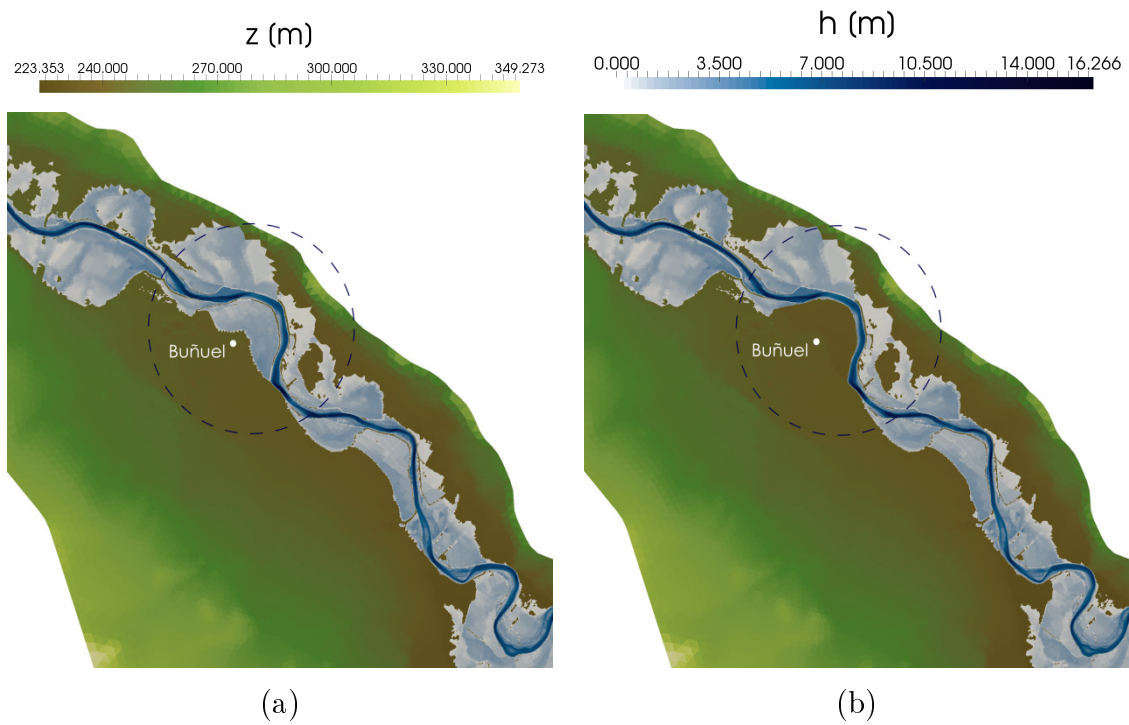 z (m)
223.353 240.000 270.000 300.000 330.000 349.273
h (m)
0.000 3.500 7.000 10.500 14.000 16.266
Buñuel
Buñuel
(a)
(b)